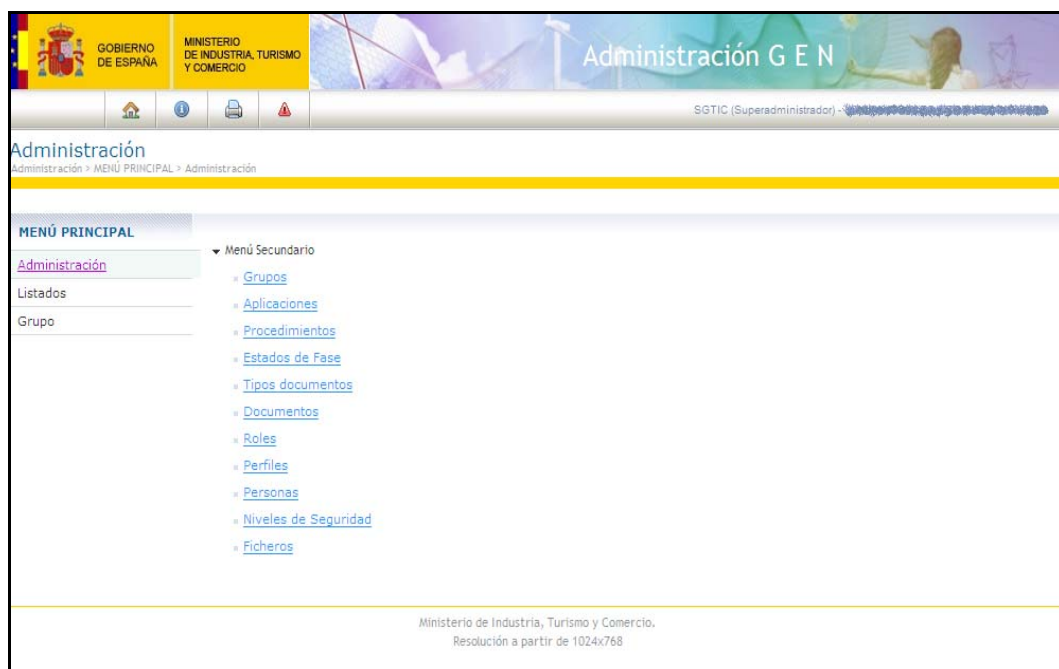 GOBIERNO
DE ESPAÑA
MINISTERIO
DE INDUSTRIA, TURISMO
Y COMERCIO
Administración G E N
SGTIC (Superadministrador) -
Administración
Administración > MENÚ PRINCIPAL > Administración
MENÚ PRINCIPAL
Administración
Listados
Grupo
Menú Secundario
Grupos
Aplicaciones
Procedimientos
Estados de Fase
Tipos documentos
Documentos
Roles
Perfiles
Personas
Niveles de Seguridad
Ficheros
Ministerio de Industria, Turismo y Comercio.
Resolución a partir de 1024x768